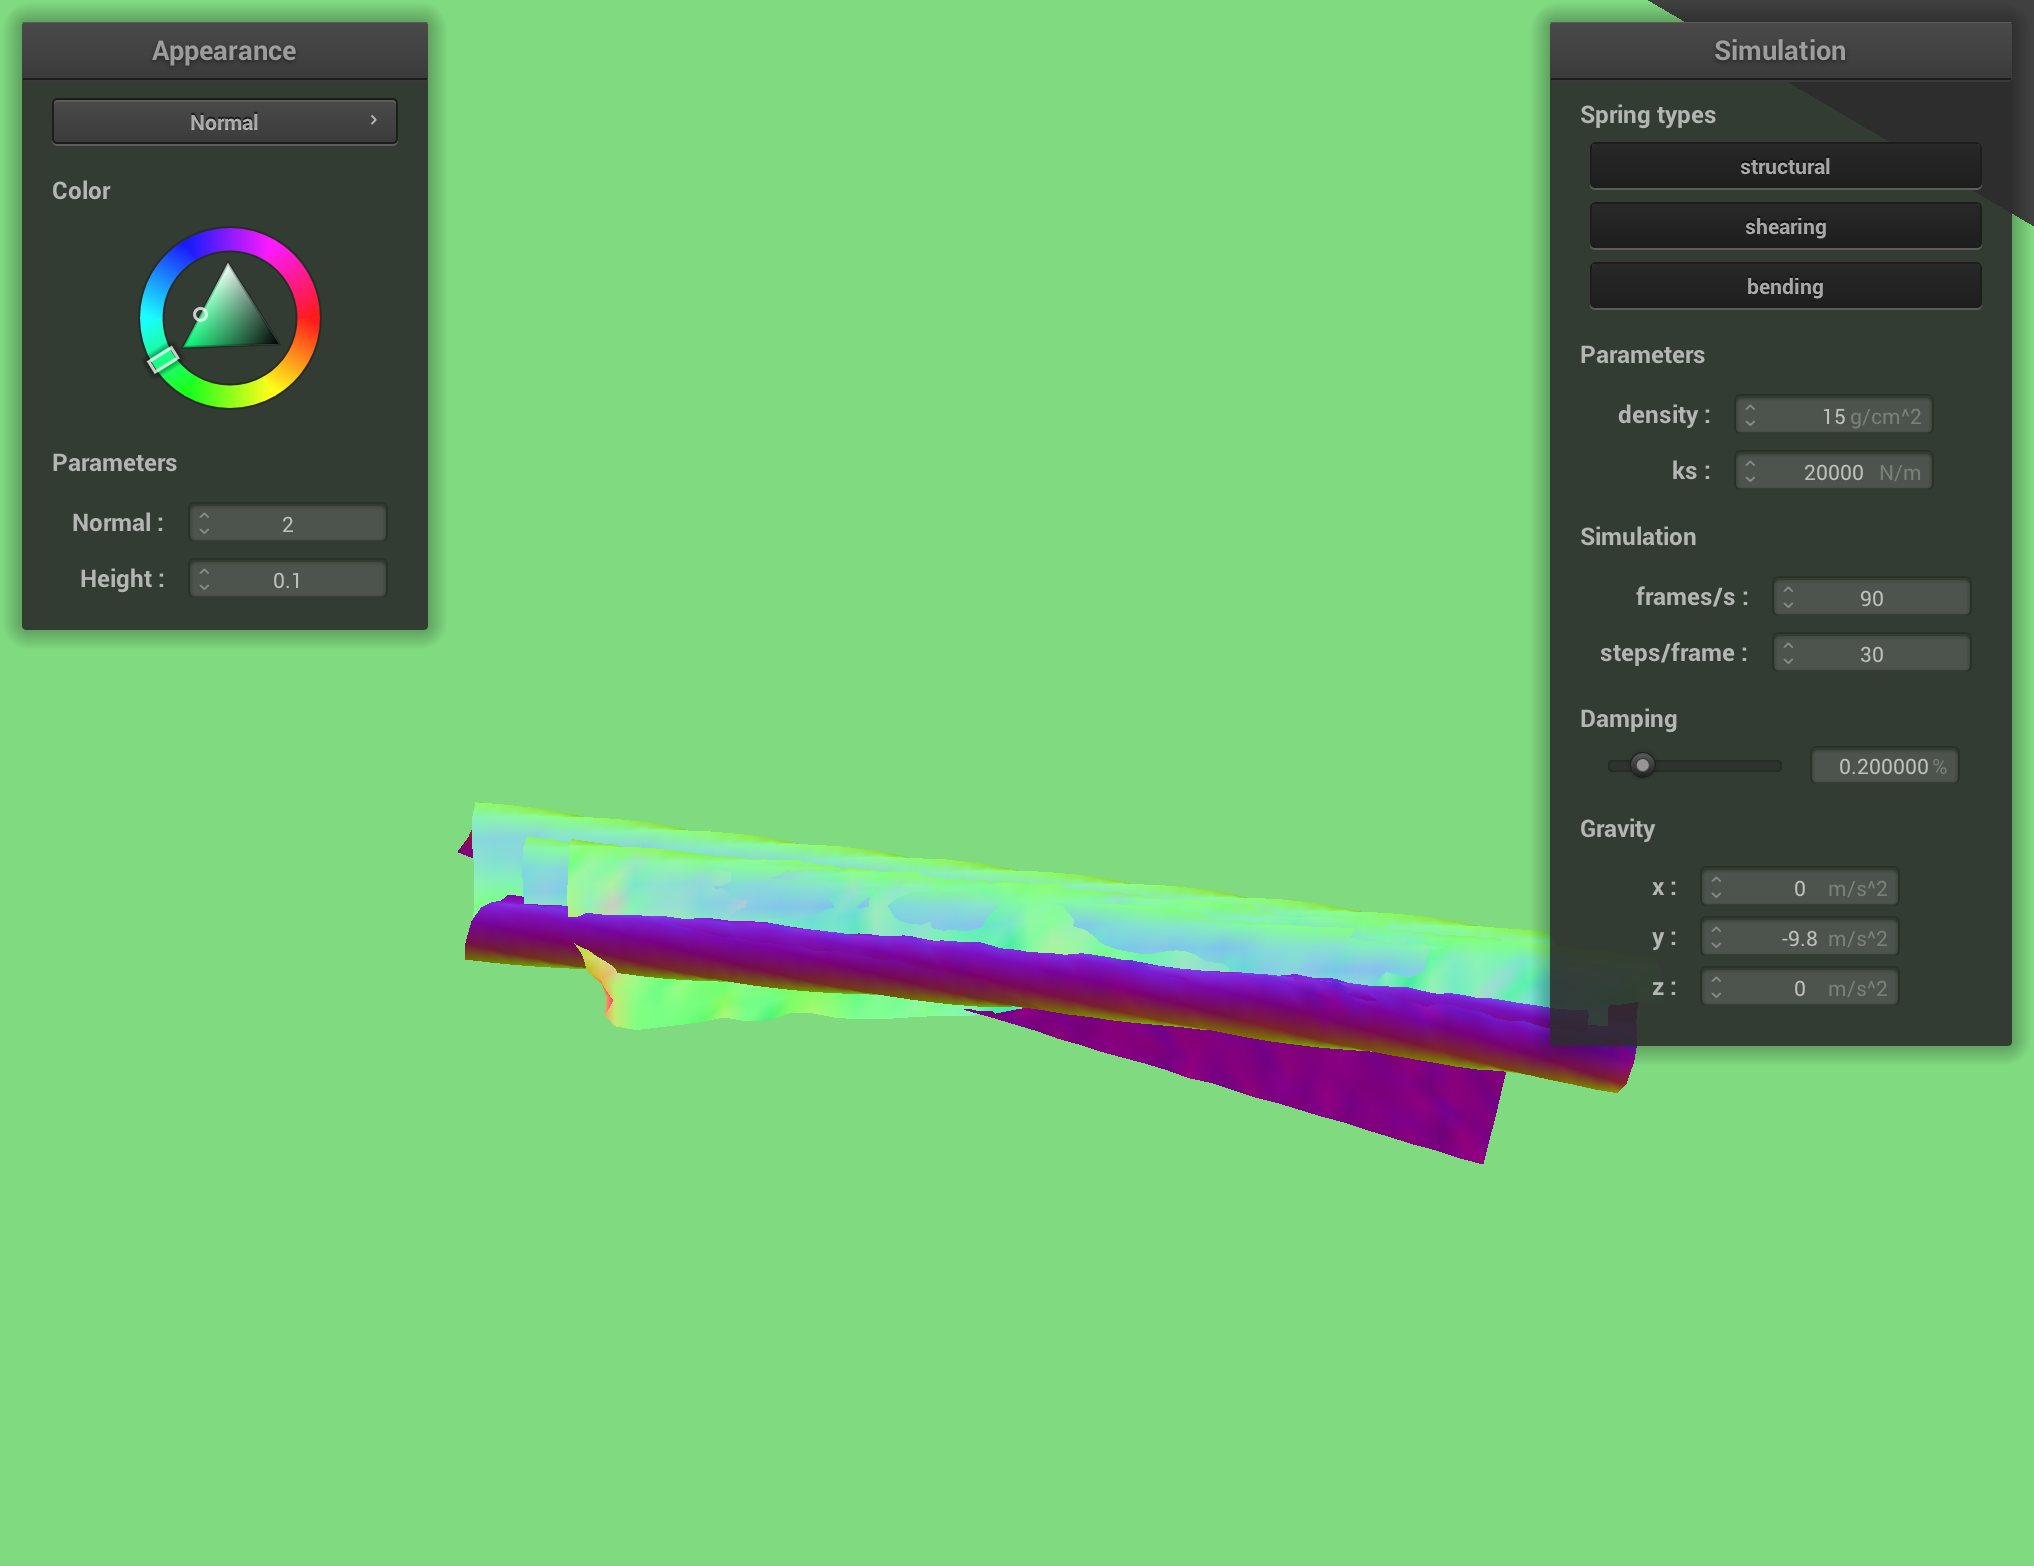 Appearance
Normal
Color
Parameters
Normal : 2
Height : 0.1
Simulation
Spring types
structural
shearing
bending
Parameters
density : 15 g/cm^2
ks : 20000 N/m
Simulation
frames/s : 90
steps/frame : 30
Damping
0.200000 %
Gravity
x : 0 m/s^2
y : -9.8 m/s^2
z : 0 m/s^2